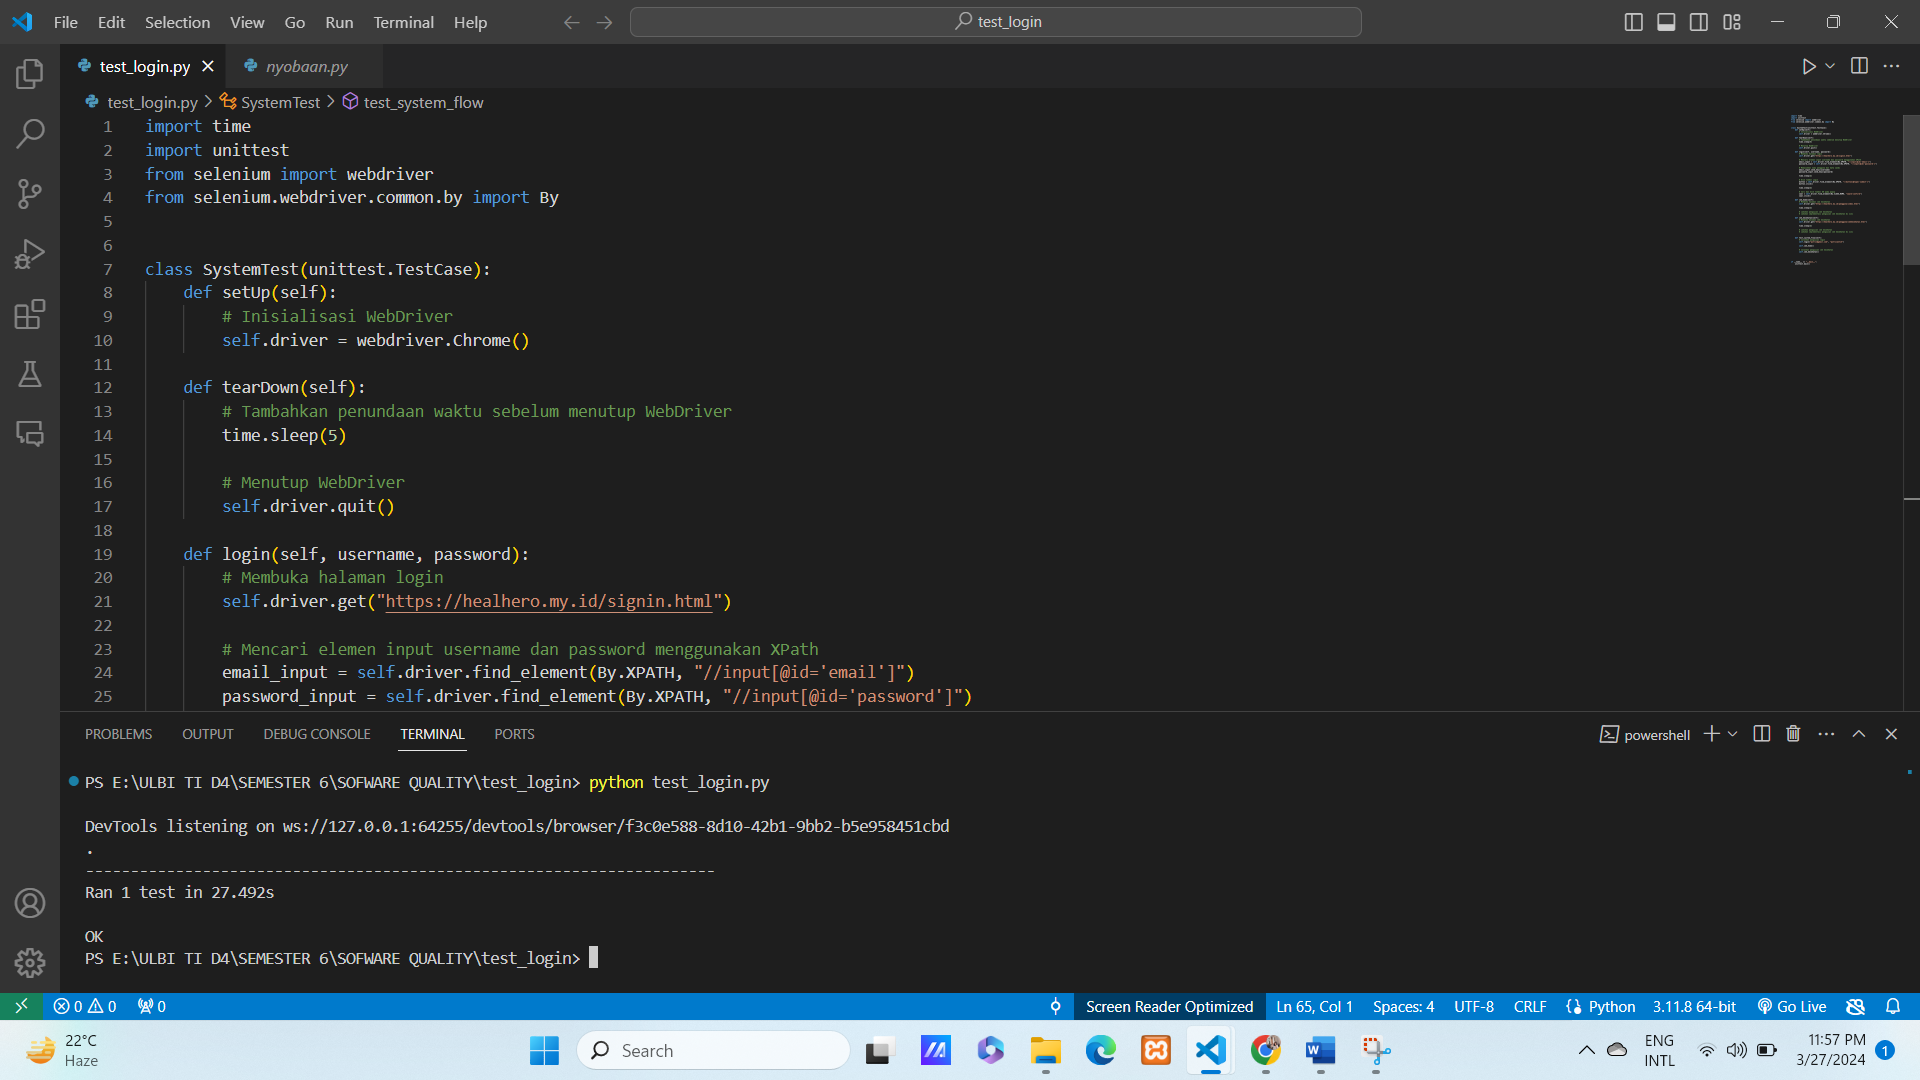 File Edit Selection View Go Run Terminal Help
test_login
test_login.py nyobaan.py
test_login.py > SystemTest > test_system_flow
1 import time
2 import unittest
3 from selenium import webdriver
4 from selenium.webdriver.common.by import By
5
6
7 class SystemTest(unittest.TestCase):
8 def setUp(self):
9 # Inisialisasi WebDriver
10 self.driver = webdriver.Chrome()
11
12 def tearDown(self):
13 # Tambahkan penundaan waktu sebelum menutup WebDriver
14 time.sleep(5)
15
16 # Menutup WebDriver
17 self.driver.quit()
18
19 def login(self, username, password):
20 # Membuka halaman login
21 self.driver.get("https://healhero.my.id/signin.html")
22
23 # Mencari elemen input username dan password menggunakan XPath
24 email_input = self.driver.find_element(By.XPATH, "//input[@id='email']")
25 password_input = self.driver.find_element(By.XPATH, "//input[@id='password']")
PROBLEMS OUTPUT DEBUG CONSOLE TERMINAL PORTS
powershell
PS E:\ULBI TI D4\SEMESTER 6\SOFWARE QUALITY\test_login> python test_login.py
DevTools listening on ws://127.0.0.1:64255/devtools/browser/f3c0e588-8d10-42b1-9bb2-b5e958451cbd
.
----------------------------------------------------------------------
Ran 1 test in 27.492s
OK
PS E:\ULBI TI D4\SEMESTER 6\SOFWARE QUALITY\test_login>
0 0 0 Screen Reader Optimized Ln 65, Col 1 Spaces: 4 UTF-8 CRLF Python 3.11.8 64-bit Go Live
22°C
Haze
Search
ENG
INTL
11:57 PM
3/27/2024
1